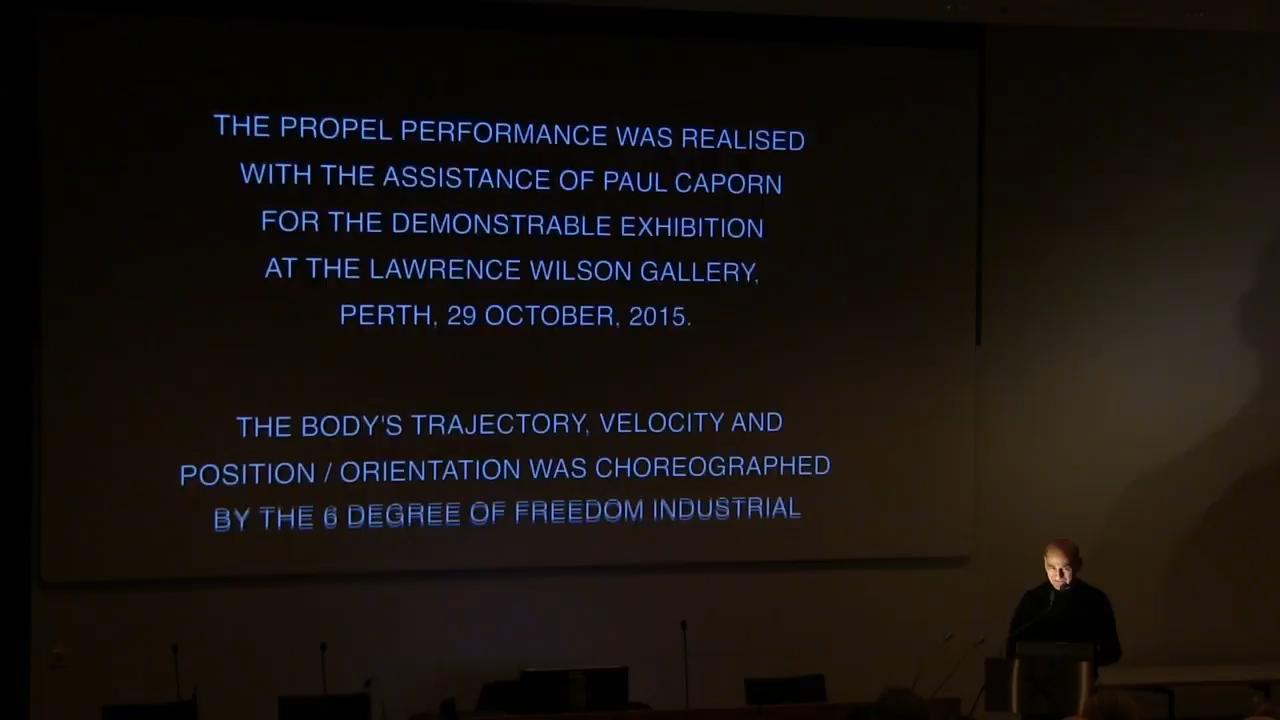 THE PROPEL PERFORMANCE WAS REALISED
WITH THE ASSISTANCE OF PAUL CAPORN
FOR THE DEMONSTRABLE EXHIBITION
AT THE LAWRENCE WILSON GALLERY,
PERTH, 29 OCTOBER, 2015.
THE BODY'S TRAJECTORY, VELOCITY AND
POSITION / ORIENTATION WAS CHOREOGRAPHED
BY THE 6 DEGREE OF FREEDOM INDUSTRIAL